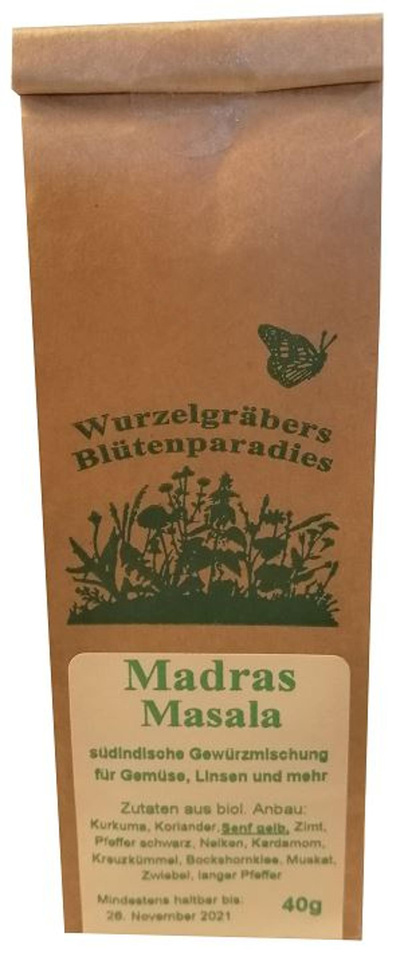 Wurzelgräbers
Blütenparadies
Madras
Masala
südindische Gewürzmischung
für Gemüse, Linsen und mehr
Zutaten aus biol. Anbau:
Kurkuma, Koriander, Senf gelb, Zimt,
Pfeffer schwarz, Nelken, Kardamom,
Kreuzkümmel, Bockshornklee, Muskat,
Zwiebel, langer Pfeffer
Mindestens haltbar bis:
26. November 2021
40g